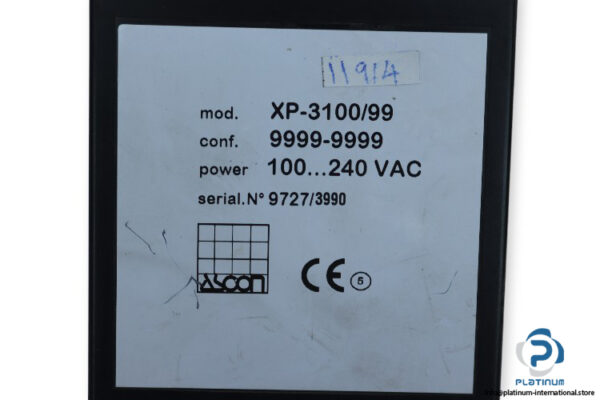 11914
mod. XP-3100/99
conf. 9999-9999
power 100...240 VAC
serial.N° 9727/3990
ASCON
CE 5
PLATINUM
info@platinum-international.store